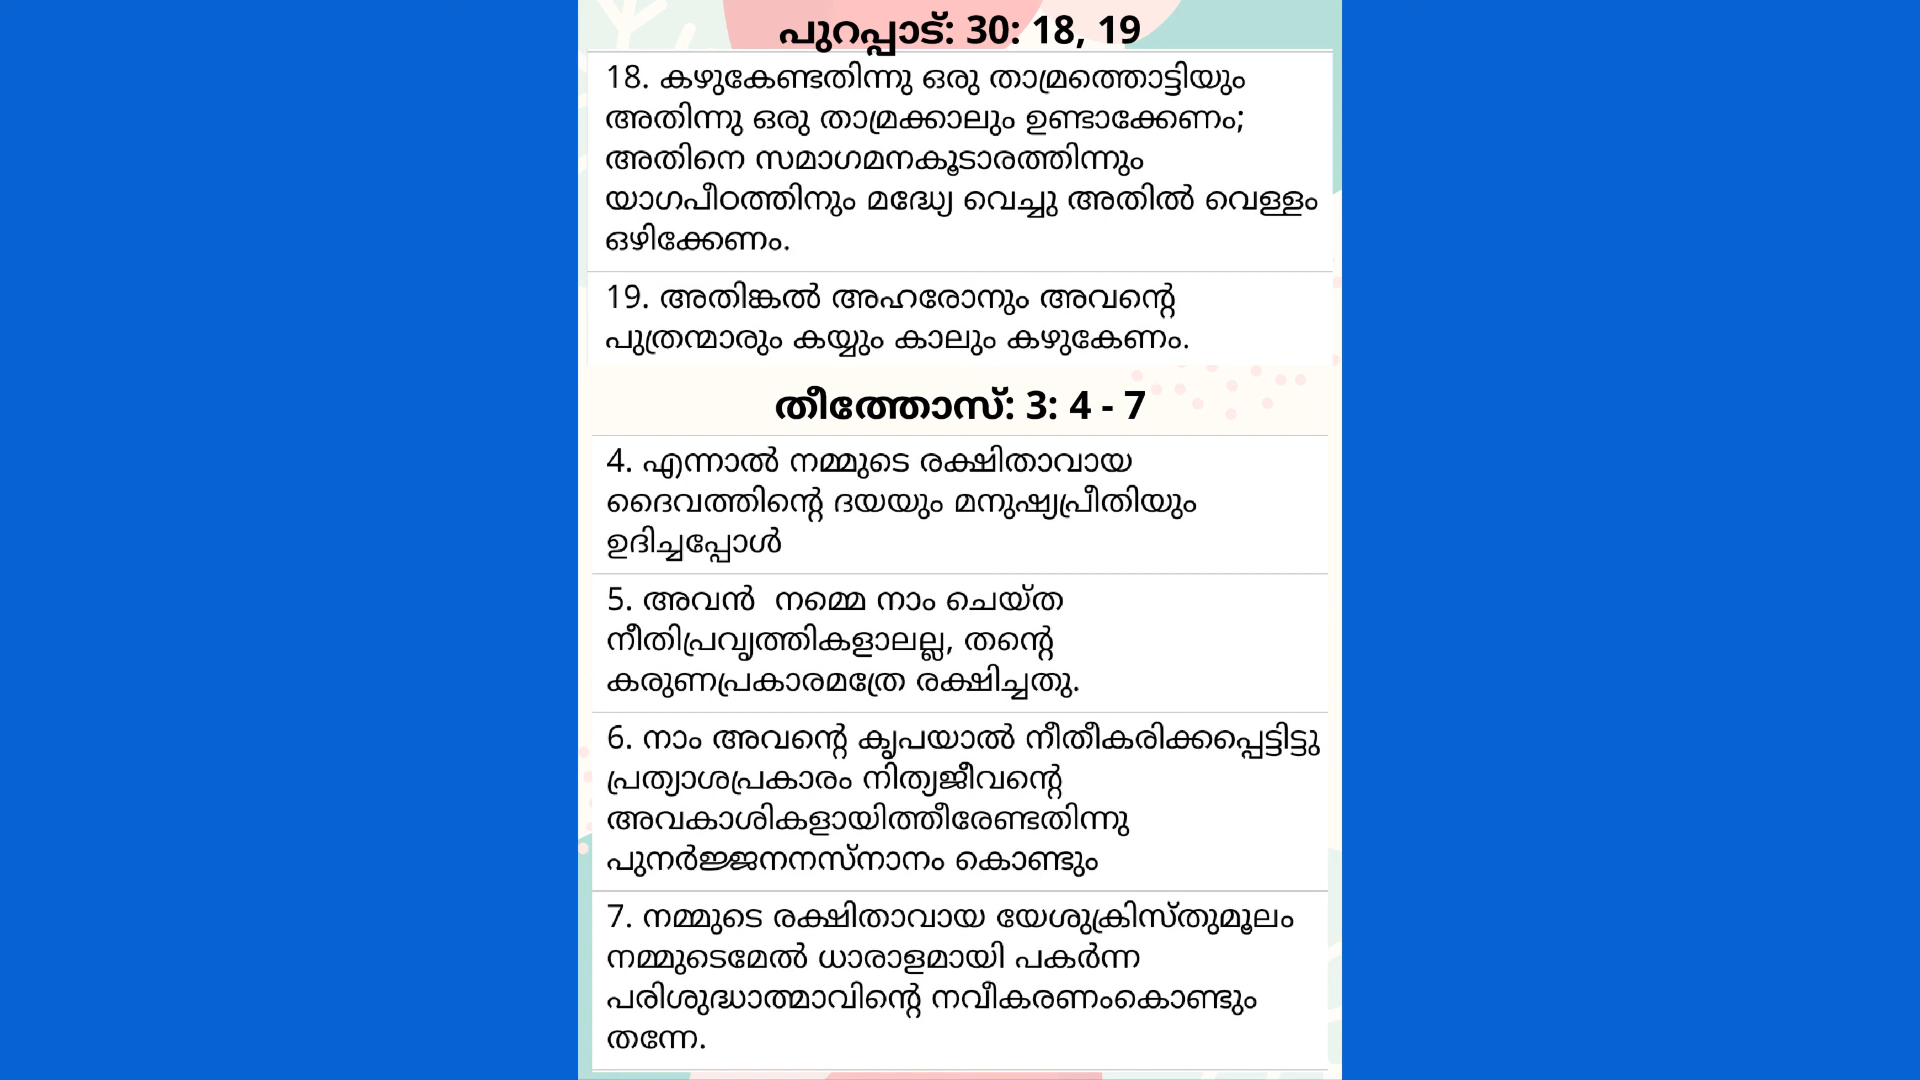 പുറപ്പാട്: 30: 18, 19
18. കഴുകേണ്ടതിന്നു ഒരു താമ്രത്തൊട്ടിയും
അതിന്നു ഒരു താമ്രക്കാലും ഉണ്ടാക്കേണം;
അതിനെ സമാഗമനകൂടാരത്തിന്നും
യാഗപീഠത്തിനും മദ്ധ്യേ വെച്ചു അതിൽ വെള്ളം
ഒഴിക്കേണം.
19. അതിങ്കൽ അഹരോനും അവന്റെ
പുത്രന്മാരും കയ്യും കാലും കഴുകേണം.
തീത്തോസ്: 3: 4 - 7
4. എന്നാൽ നമ്മുടെ രക്ഷിതാവായ
ദൈവത്തിന്റെ ദയയും മനുഷ്യപ്രീതിയും
ഉദിച്ചപ്പോൾ
5. അവൻ  നമ്മെ നാം ചെയ്ത
നീതിപ്രവൃത്തികളാലല്ല, തന്റെ
കരുണപ്രകാരമത്രേ രക്ഷിച്ചതു.
6. നാം അവന്റെ കൃപയാൽ നീതീകരിക്കപ്പെട്ടിട്ടു
പ്രത്യാശപ്രകാരം നിത്യജീവന്റെ
അവകാശികളായിത്തീരേണ്ടതിന്നു
പുനർജ്ജനനസ്നാനം കൊണ്ടും
7. നമ്മുടെ രക്ഷിതാവായ യേശുക്രിസ്തുമൂലം
നമ്മുടെമേൽ ധാരാളമായി പകർന്ന
പരിശുദ്ധാത്മാവിന്റെ നവീകരണംകൊണ്ടും
തന്നേ.